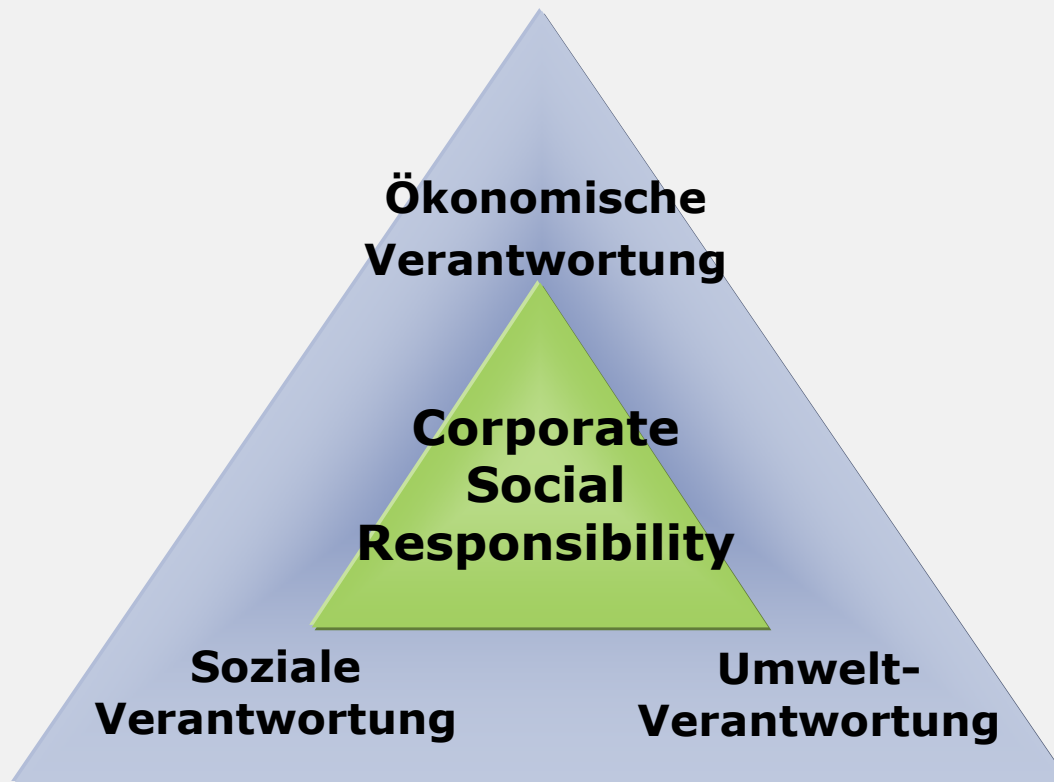 Ökonomische
Verantwortung
Corporate
Social
Responsibility
Soziale
Verantwortung
Umwelt-
Verantwortung